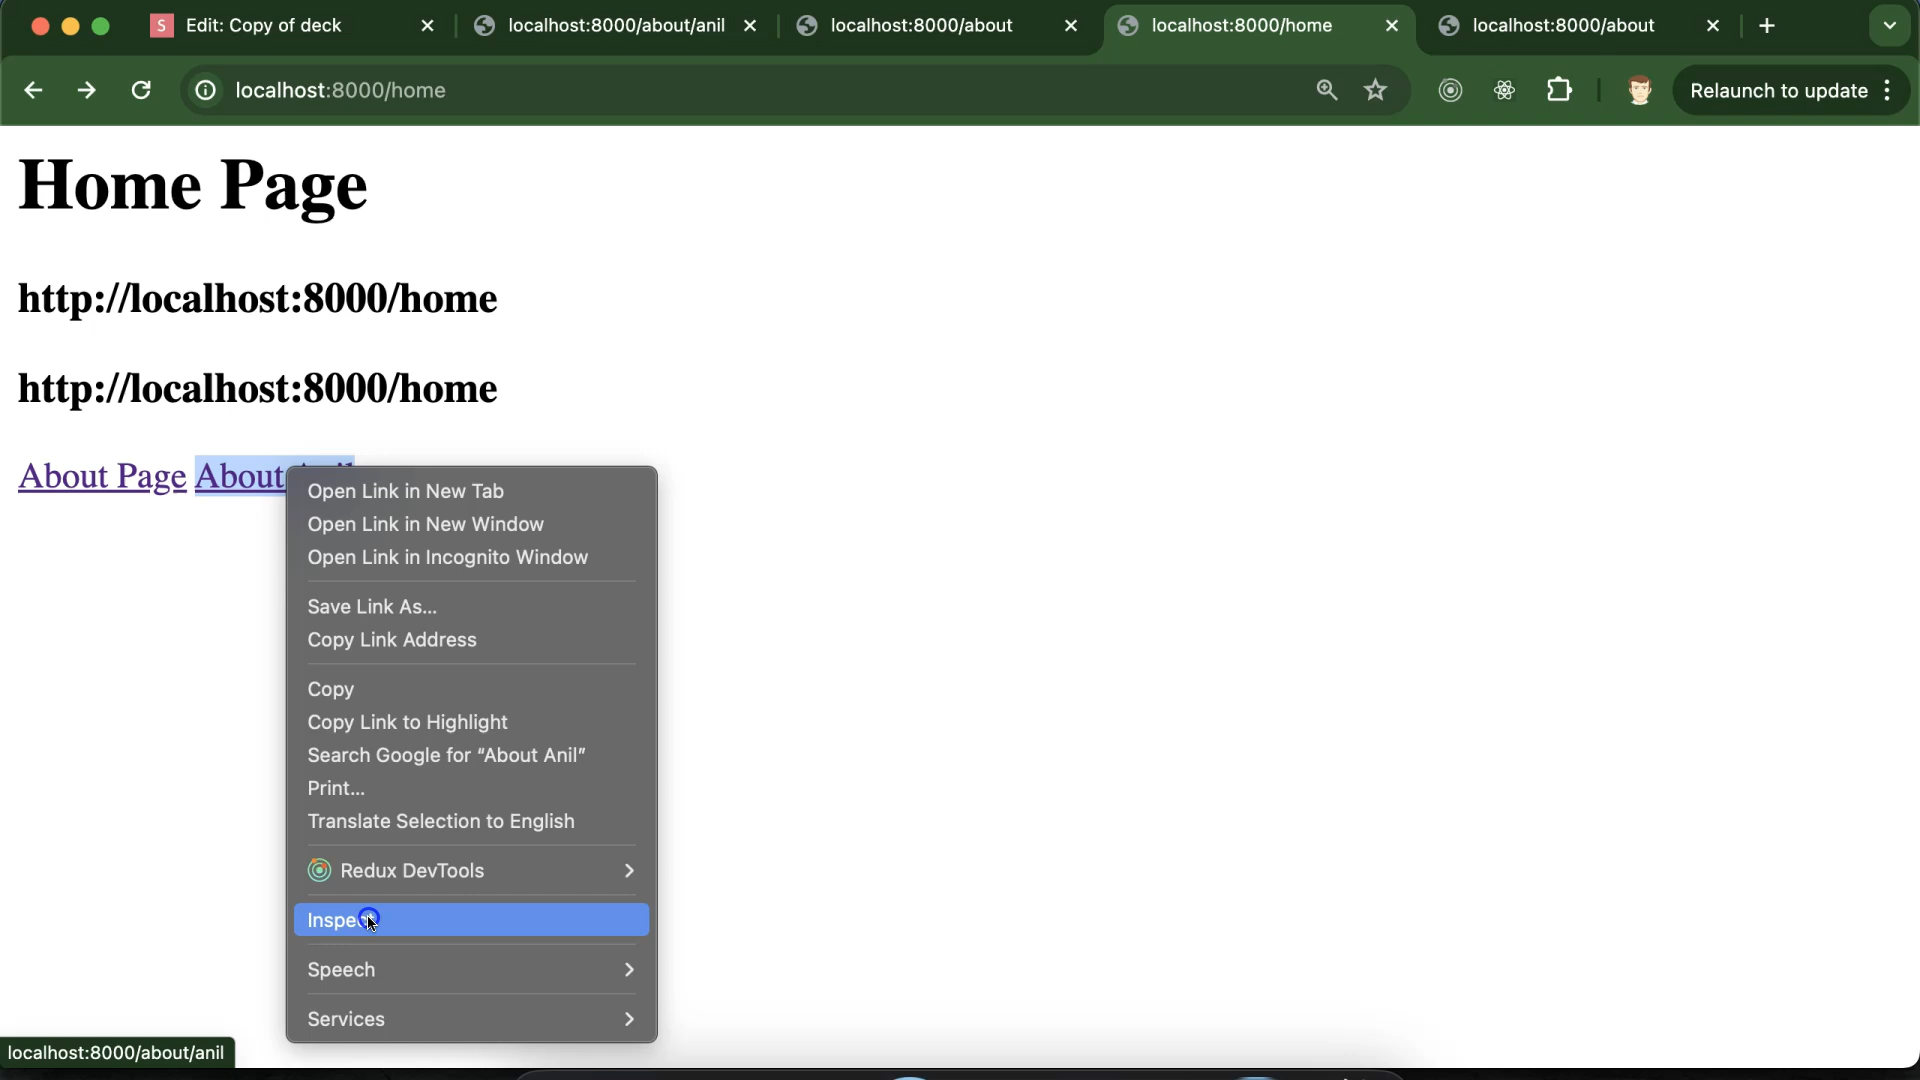 S Edit: Copy of deck
localhost:8000/about/anil
localhost:8000/about
localhost:8000/home
localhost:8000/about
localhost:8000/home
Relaunch to update
Home Page
http://localhost:8000/home
http://localhost:8000/home
About Page About
Open Link in New Tab
Open Link in New Window
Open Link in Incognito Window
Save Link As...
Copy Link Address
Copy
Copy Link to Highlight
Search Google for “About Anil”
Print...
Translate Selection to English
Redux DevTools
Inspect
Speech
Services
localhost:8000/about/anil